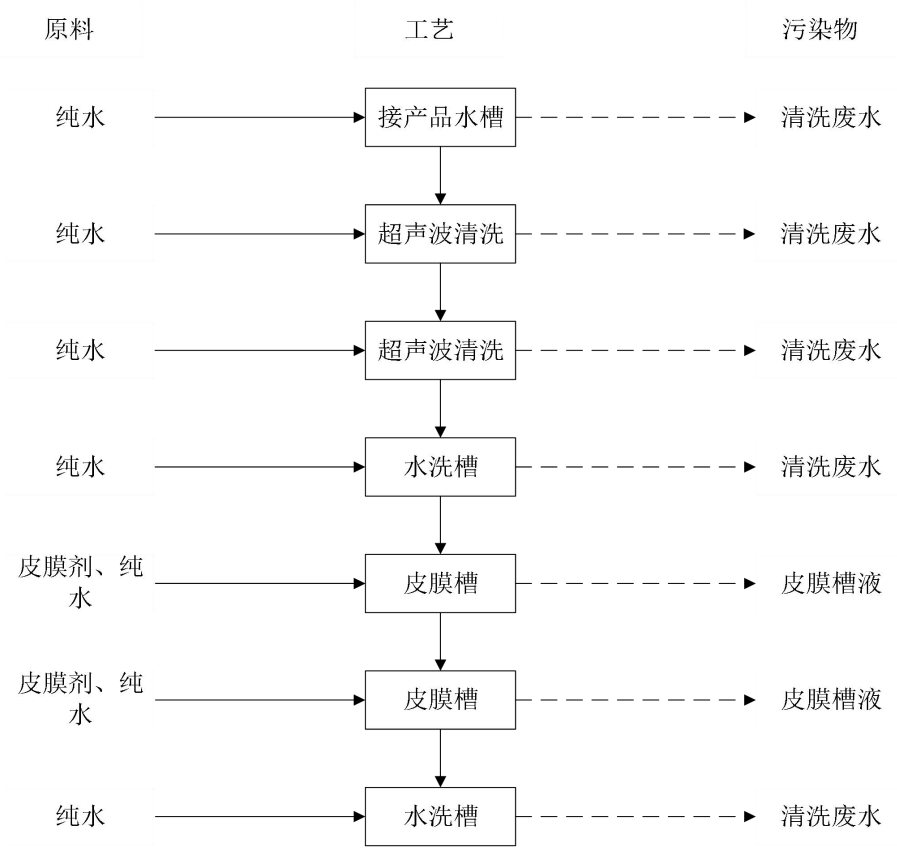 原料 工艺 污染物
纯水 接产品水槽 清洗废水
纯水 超声波清洗 清洗废水
纯水 超声波清洗 清洗废水
纯水 水洗槽 清洗废水
皮膜剂、纯
水 皮膜槽 皮膜槽液
皮膜剂、纯
水 皮膜槽 皮膜槽液
纯水 水洗槽 清洗废水